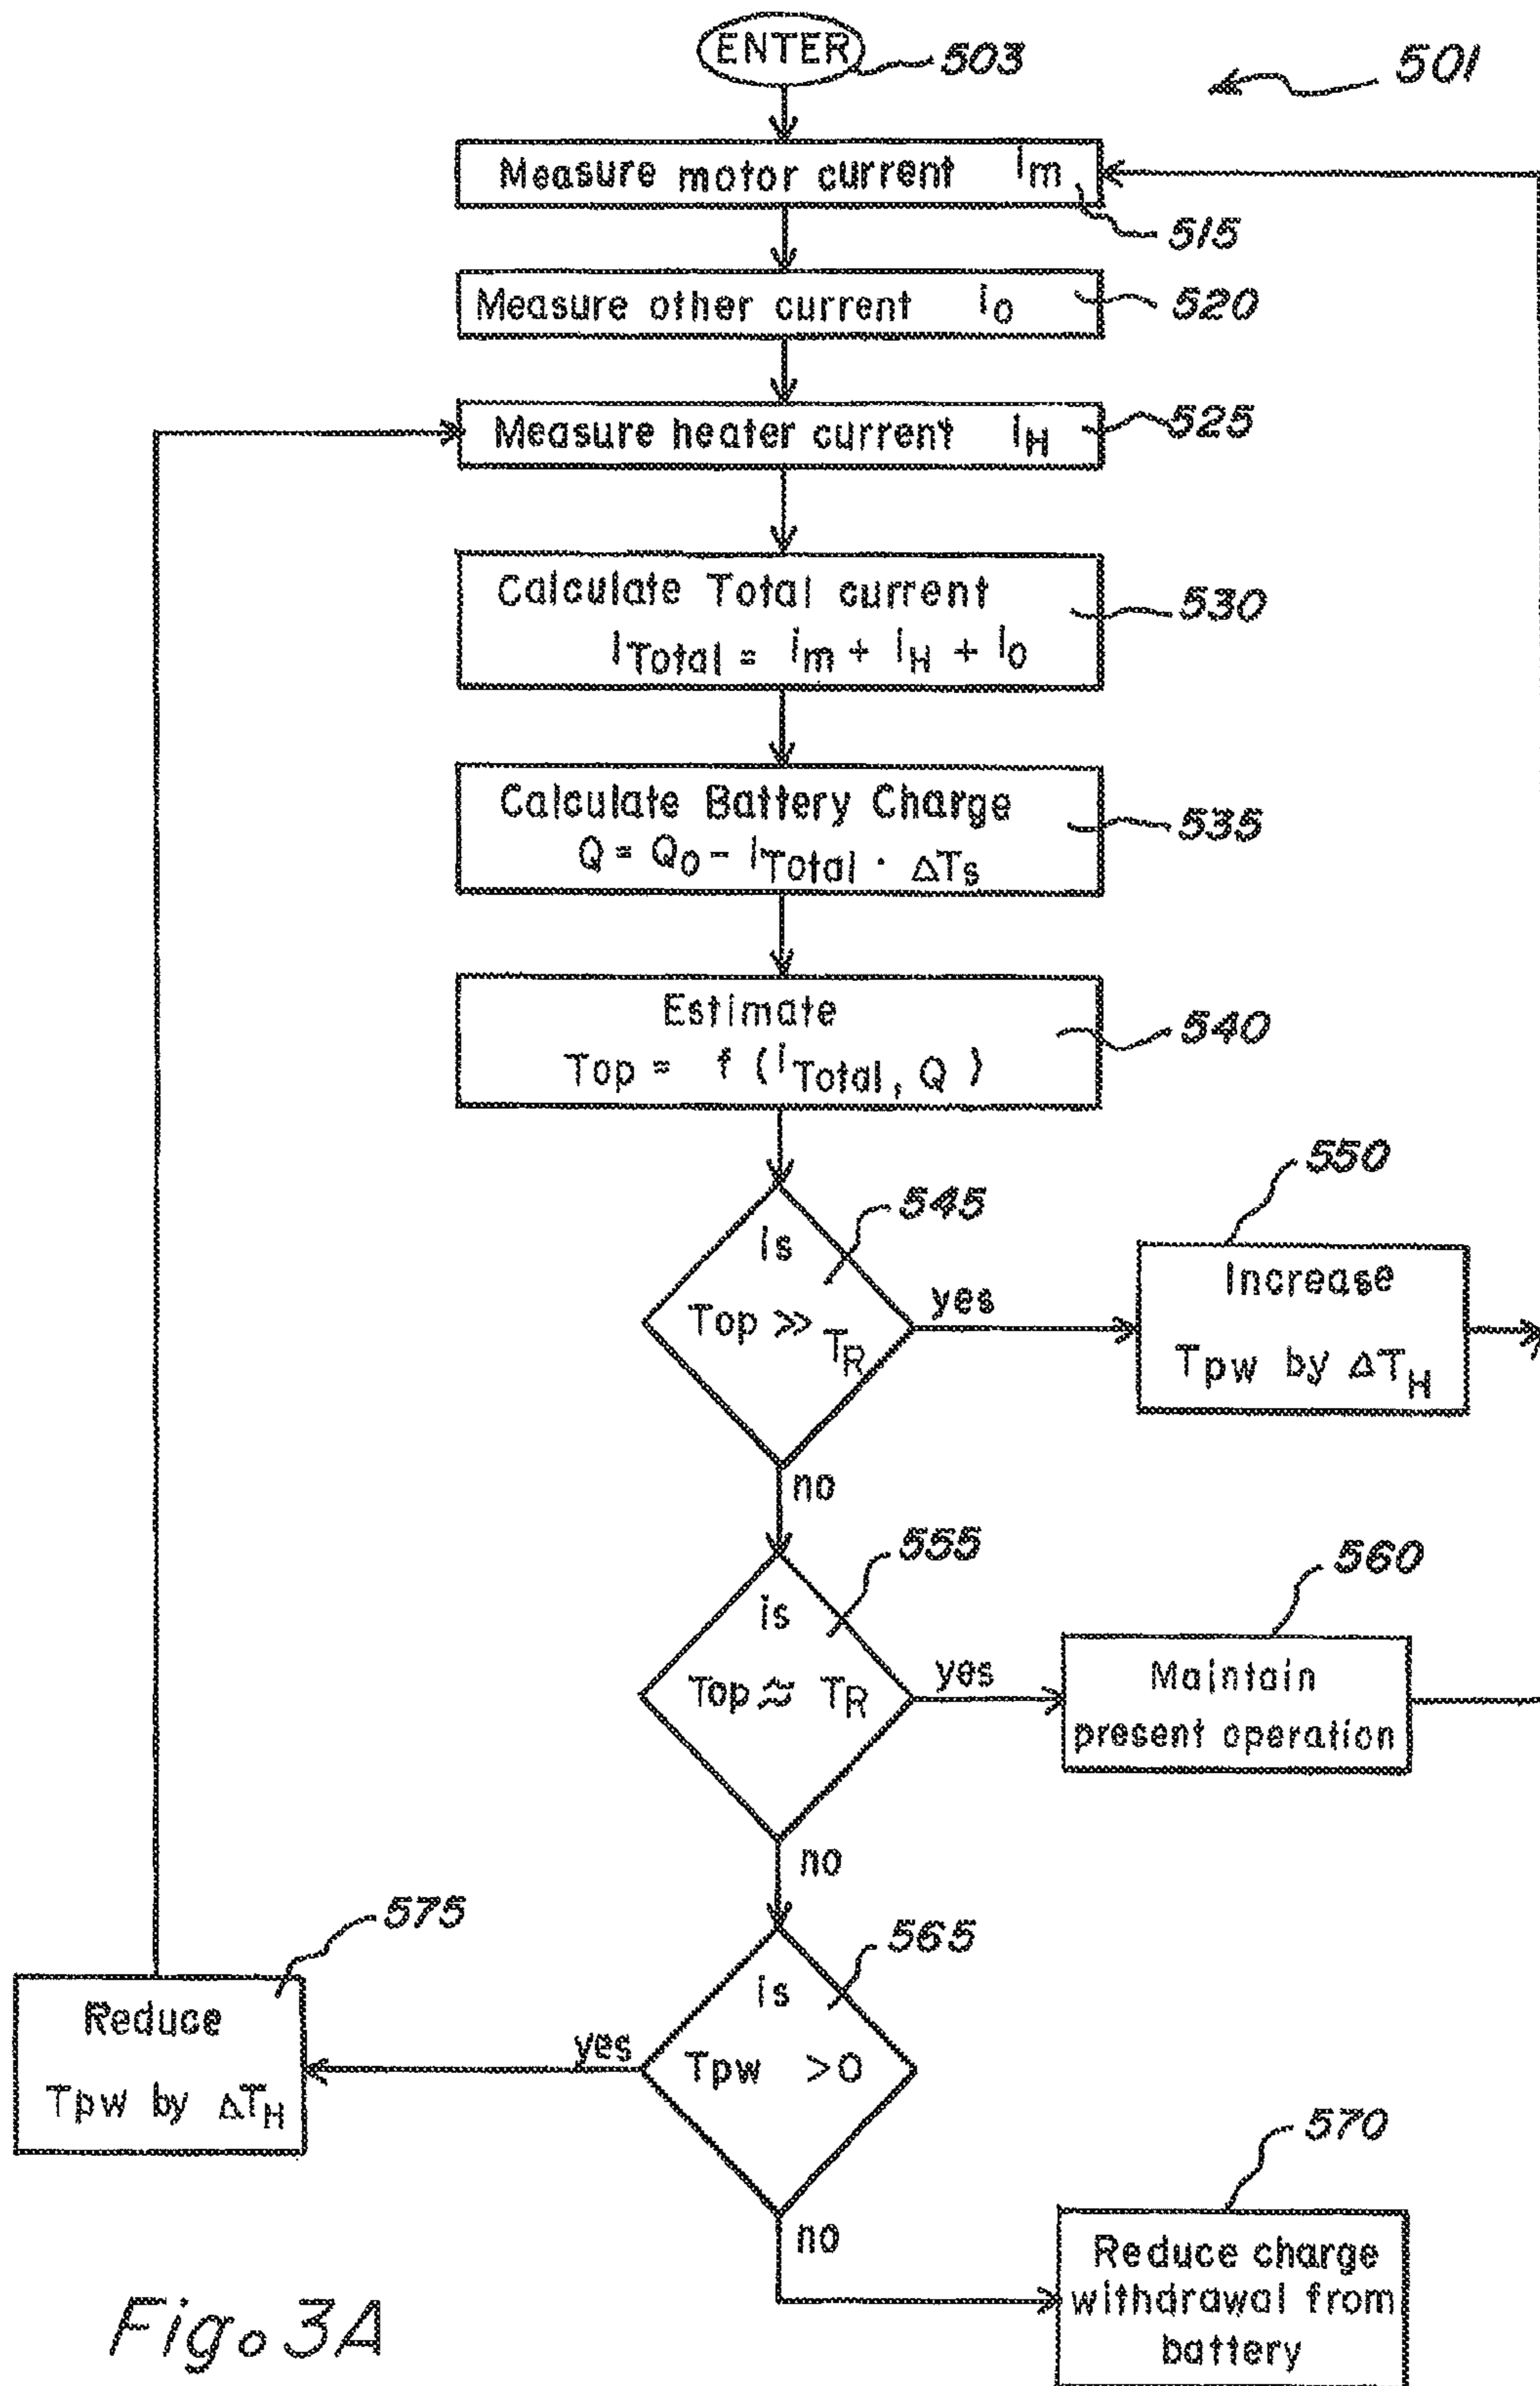 ENTER
503
501
Measure motor current Im
515
Measure other current Io
520
Measure heater current IH
525
Calculate Total current
ITotal = Im + IH + IO
530
Calculate Battery Charge
Q = QO - ITotal · ΔTs
535
Estimate
Top = f (ITotal, Q)
540
545
Is
Top >> TR
yes
no
550
Increase
Tpw by ΔTH
555
is
Top ≈ TR
yes
no
560
Maintain
present operation
565
is
Tpw >0
yes
no
575
Reduce
Tpw by ΔTH
570
Reduce charge
withdrawal from
battery
Fig. 3A